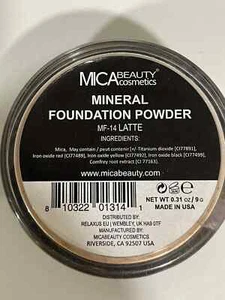 MICABEAUTY
cosmetics
MINERAL
FOUNDATION POWDER
MF-14 LATTE
INGREDIENTS:
Mica, May contain / peut contenir [+/- Titanium dioxide (CI77891),
Iron oxide red [CI77489], Iron oxide yellow [CI77492], Iron oxide black [CI77499],
Comfrey root extract [CI 77163].
www.micabeauty.com
8 10322 01314 1
NET WT. 0.31 oz / 9 G
MADE IN USA
DISTRIBUTED BY:
RELAXUS EU | WEMBLEY, UK HA9 0TF
MANUFACTURED BY:
MICABEAUTY COSMETICS
RIVERSIDE, CA 92507 USA